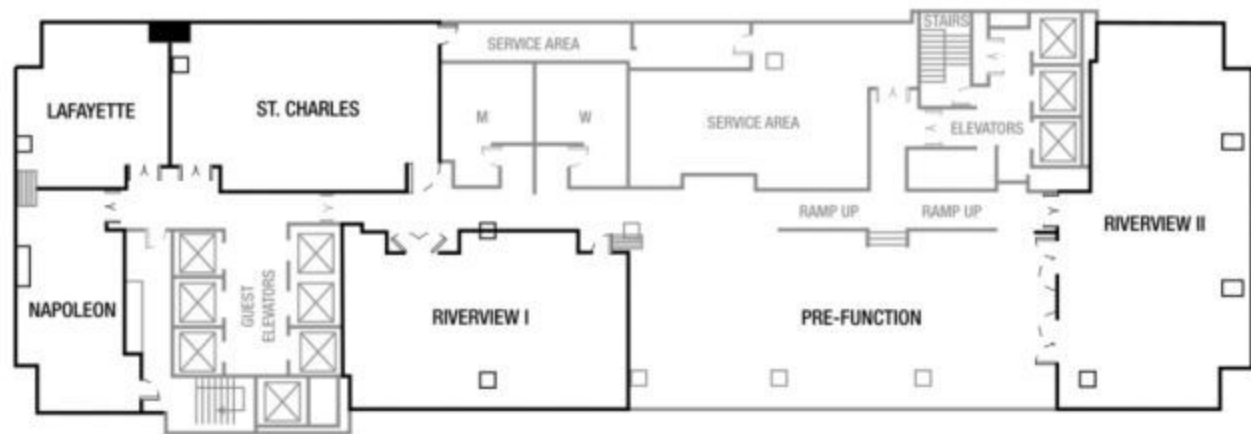 STAIRS
SERVICE AREA
LAFAYETTE
ST. CHARLES
M
W
SERVICE AREA
ELEVATORS
RAMP UP
RAMP UP
RIVERVIEW II
GUEST
ELEVATORS
NAPOLEON
RIVERVIEW I
PRE-FUNCTION